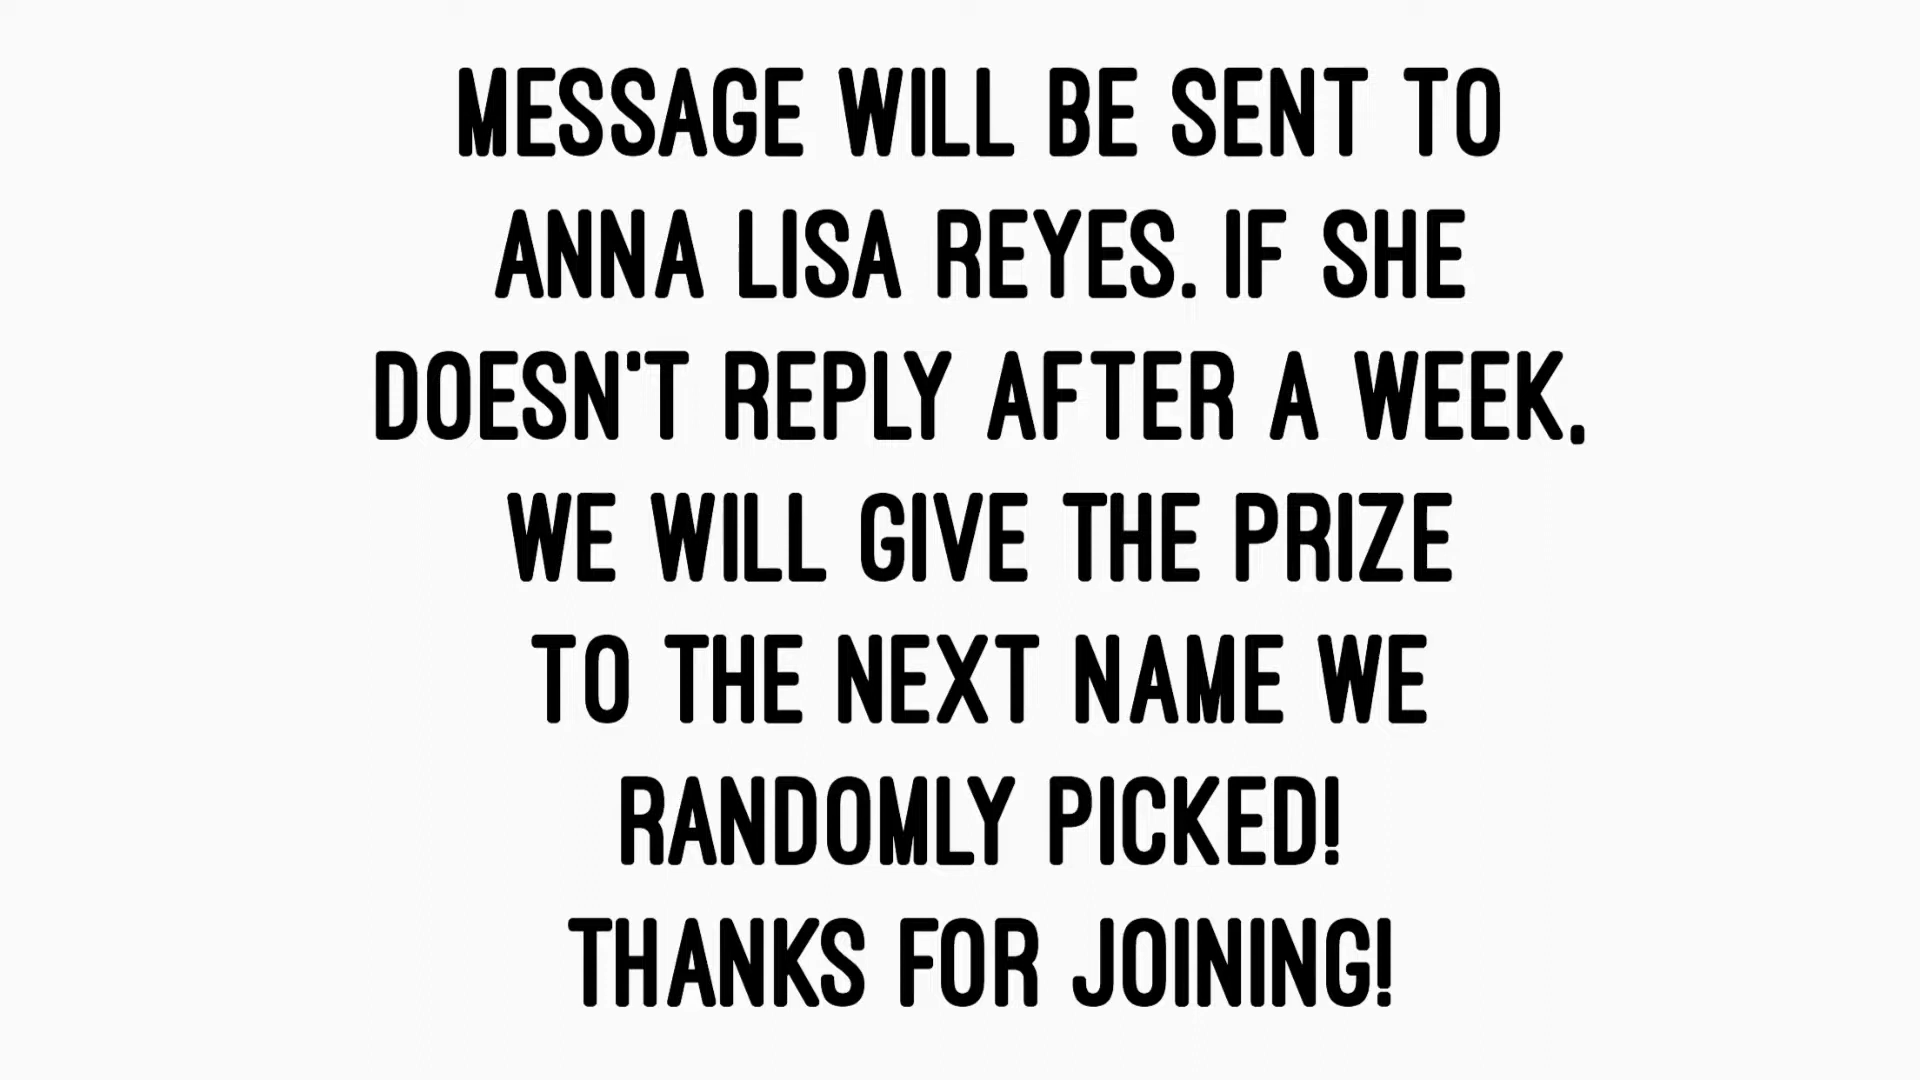 MESSAGE WILL BE SENT TO
ANNA LISA REYES. IF SHE
DOESN'T REPLY AFTER A WEEK,
WE WILL GIVE THE PRIZE
TO THE NEXT NAME WE
RANDOMLY PICKED!
THANKS FOR JOINING!